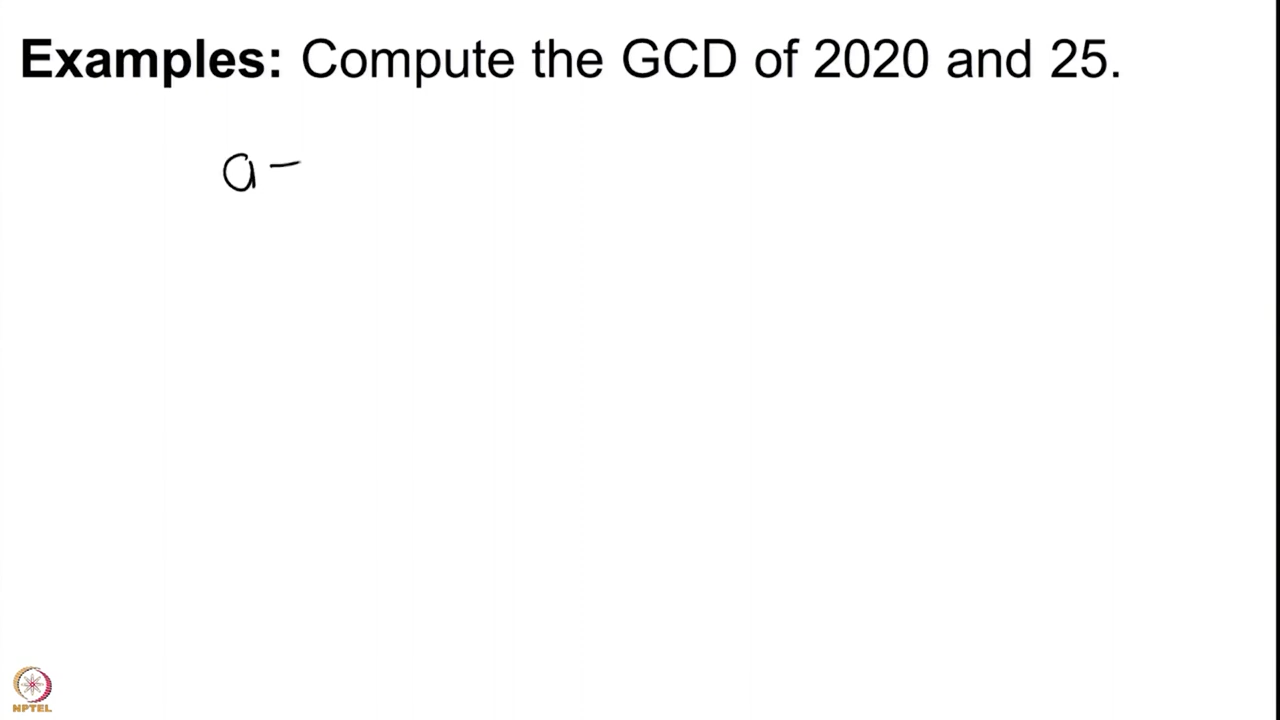 Examples: Compute the GCD of 2020 and 25.
a -
NPTEL